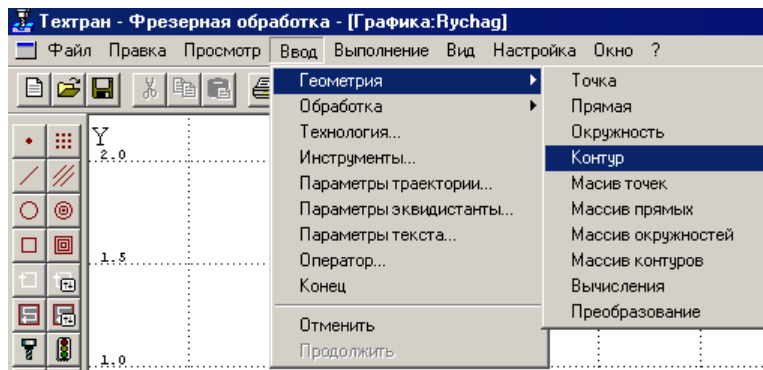 Техтран - Фрезерная обработка - [Графика:Rychag]
Файл Правка Просмотр Ввод Выполнение Вид Настройка Окно ?
Геометрия
Обработка
Технология...
Инструменты...
Параметры траектории...
Параметры эквидистанты...
Параметры текста...
Оператор...
Конец
Отменить
Продолжить
Точка
Прямая
Окружность
Контур
Масив точек
Массив прямых
Массив окружностей
Массив контуров
Вычисления
Преобразование
Y
2.0
1.5
1.0